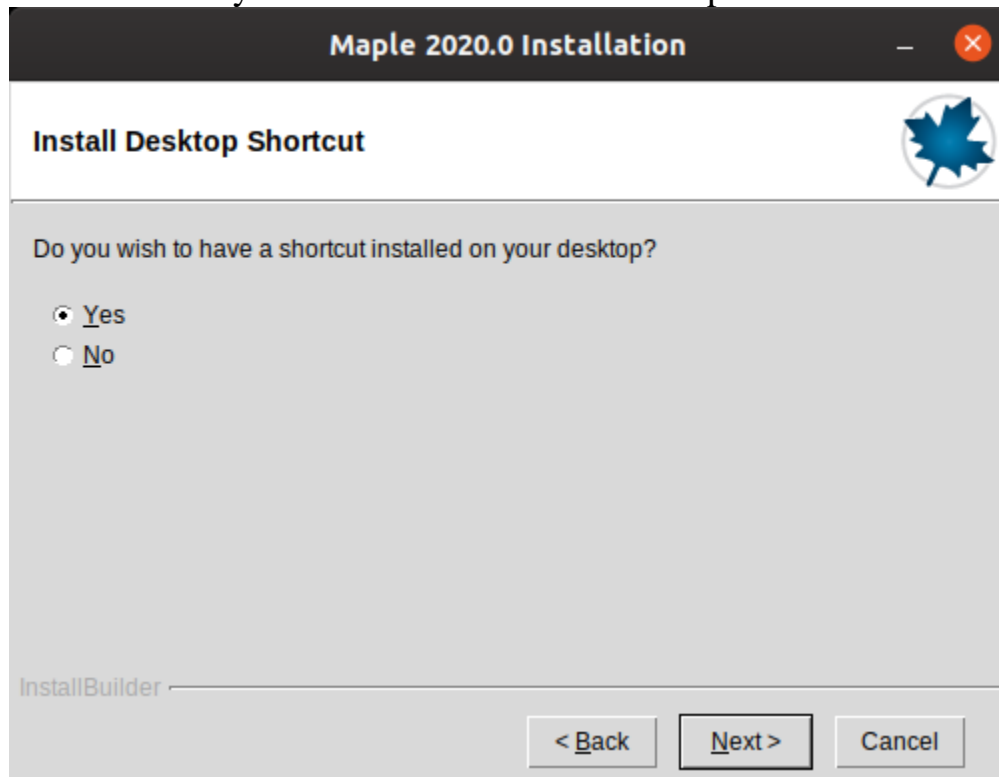 Maple 2020.0 Installation
Install Desktop Shortcut
Do you wish to have a shortcut installed on your desktop?
Yes
No
InstallBuilder
< Back Next > Cancel